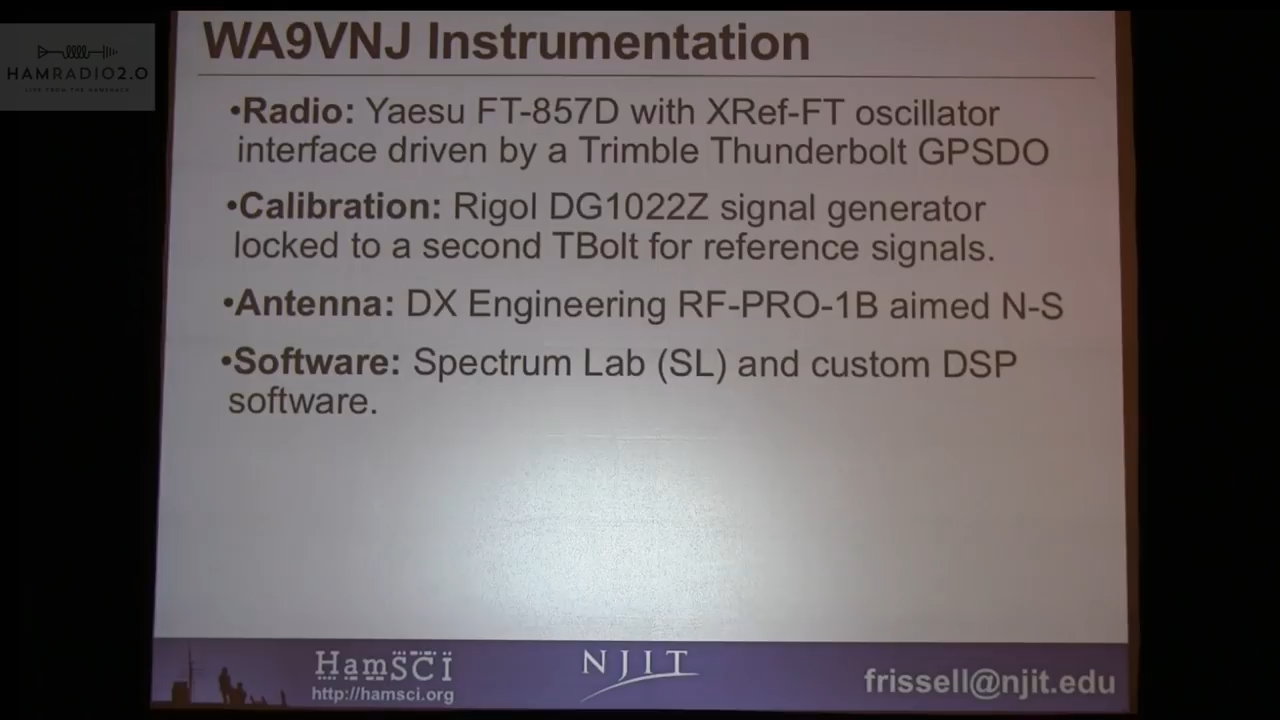 WA9VNJ Instrumentation
HAMRADIO2.0
LIVE FROM THE HAMSHACK
•Radio: Yaesu FT-857D with XRef-FT oscillator
interface driven by a Trimble Thunderbolt GPSDO
•Calibration: Rigol DG1022Z signal generator
locked to a second TBolt for reference signals.
•Antenna: DX Engineering RF-PRO-1B aimed N-S
•Software: Spectrum Lab (SL) and custom DSP
software.
HamSCI
http://hamsci.org
NJIT
frissell@njit.edu